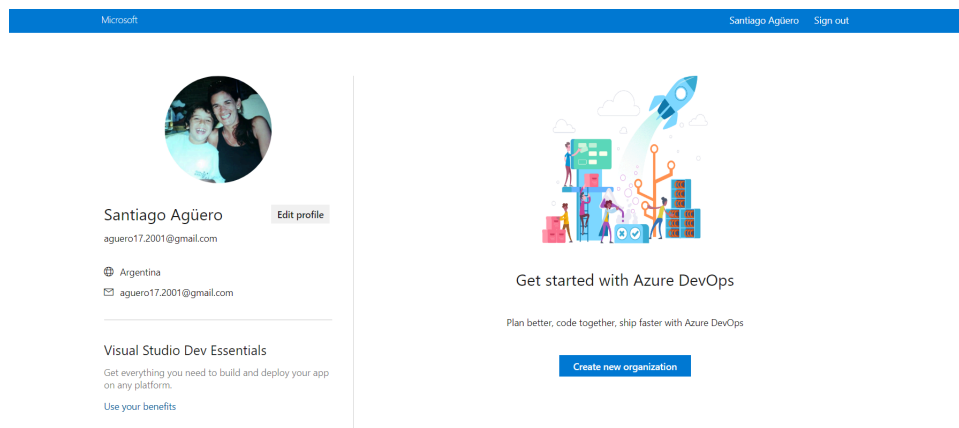 Microsoft
Santiago Agüero Sign out
Santiago Agüero
Edit profile
aguero17.2001@gmail.com
Argentina
aguero17.2001@gmail.com
Visual Studio Dev Essentials
Get everything you need to build and deploy your app
on any platform.
Use your benefits
Get started with Azure DevOps
Plan better, code together, ship faster with Azure DevOps
Create new organization